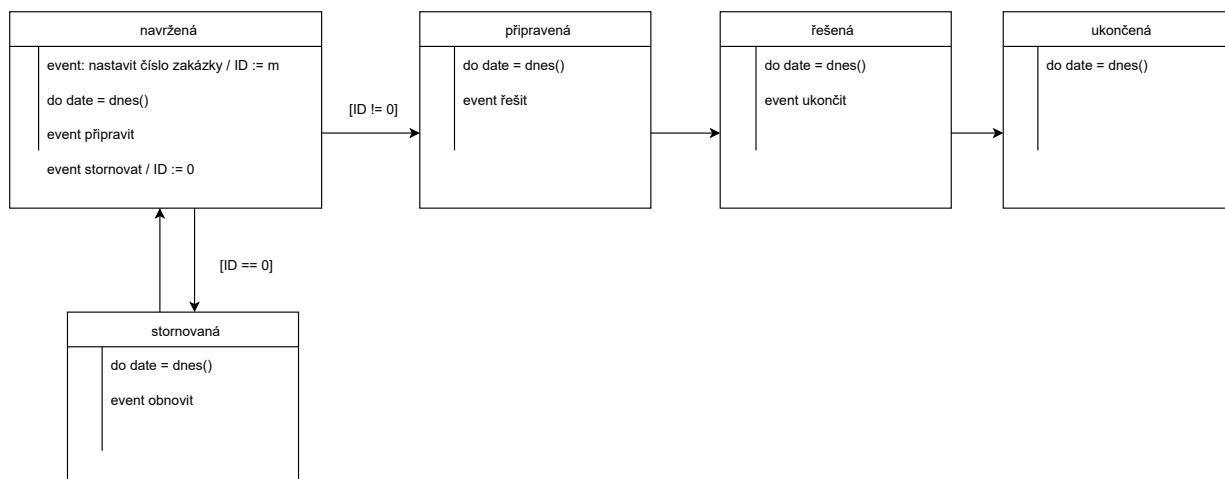 navržená
event: nastavit číslo zakázky / ID := m
do date = dnes()
event připravit
event stornovat / ID := 0
[ID != 0]
připravená
do date = dnes()
event řešit
řešená
do date = dnes()
event ukončit
ukončená
do date = dnes()
[ID == 0]
stornovaná
do date = dnes()
event obnovit